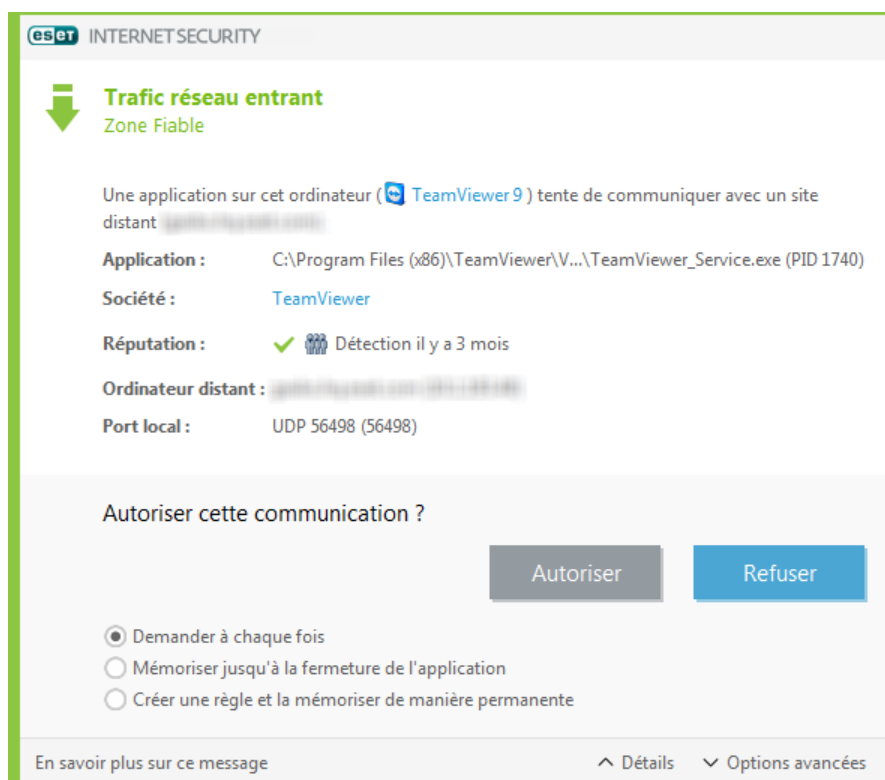 eset INTERNET SECURITY
Trafic réseau entrant
Zone Fiable
Une application sur cet ordinateur ( TeamViewer 9 ) tente de communiquer avec un site
distant
Application : C:\Program Files (x86)\TeamViewer\V...\TeamViewer_Service.exe (PID 1740)
Société : TeamViewer
Réputation : Détection il y a 3 mois
Ordinateur distant :
Port local : UDP 56498 (56498)
Autoriser cette communication ?
Autoriser Refuser
Demander à chaque fois
Mémoriser jusqu'à la fermeture de l'application
Créer une règle et la mémoriser de manière permanente
En savoir plus sur ce message Détails Options avancées